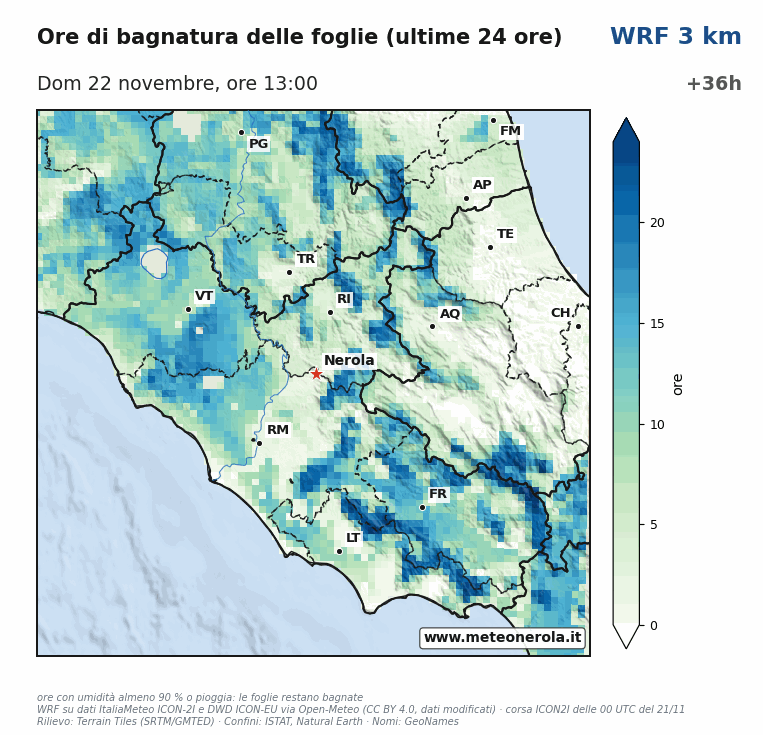 Ore di bagnatura delle foglie (ultime 24 ore)
WRF 3 km
Dom 22 novembre, ore 13:00
+36h
FM
PG
AP
TE
TR
VT
RI
CH
AQ
Nerola
RM
FR
LT
www.meteonerola.it
20
15
10
5
0
ore
ore con umidità almeno 90 % o pioggia: le foglie restano bagnate
WRF su dati ItaliaMeteo ICON-2I e DWD ICON-EU via Open-Meteo (CC BY 4.0, dati modificati) · corsa ICON2I delle 00 UTC del 21/11
Rilievo: Terrain Tiles (SRTM/GMTED) · Confini: ISTAT, Natural Earth · Nomi: GeoNames